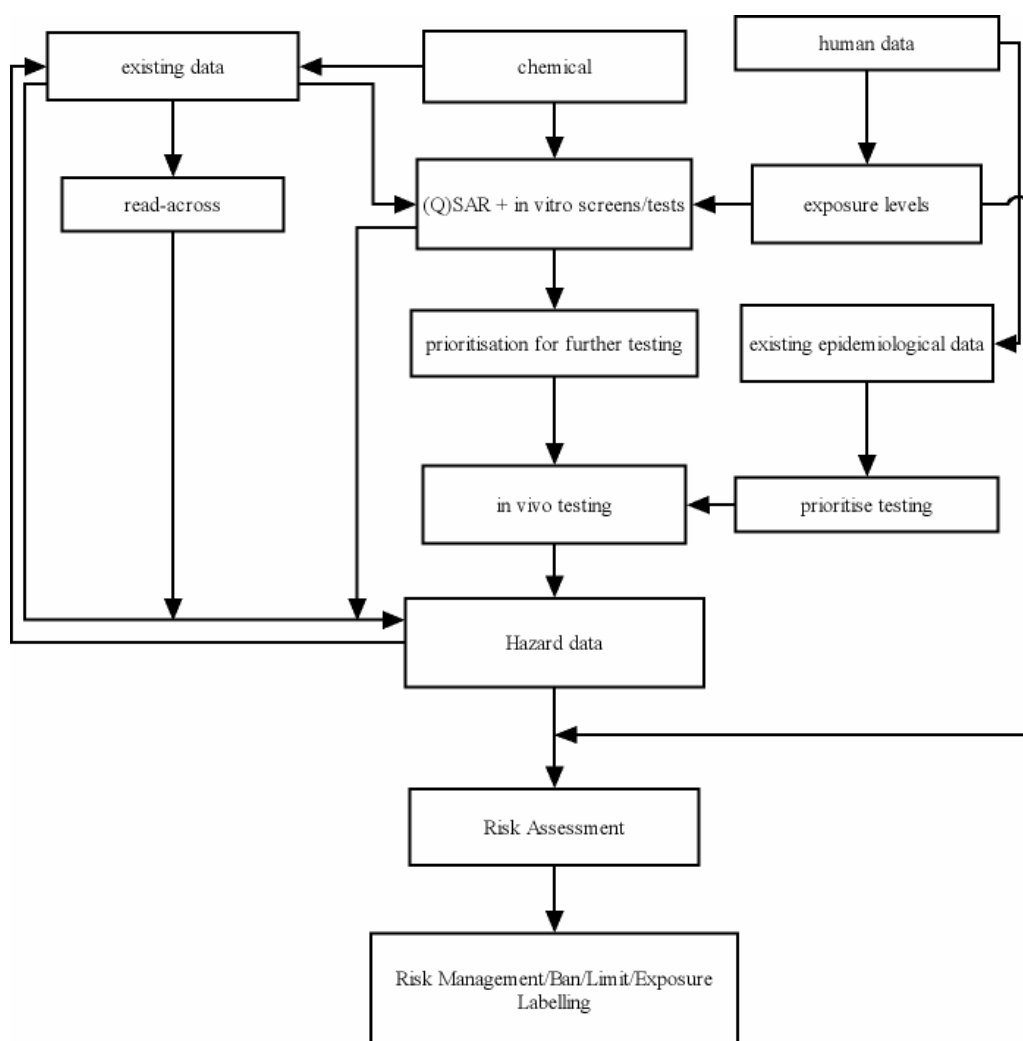 existing data
chemical
human data
read-across
(Q)SAR + in vitro screens/tests
exposure levels
prioritisation for further testing
existing epidemiological data
in vivo testing
prioritise testing
Hazard data
Risk Assessment
Risk Management/Ban/Limit/Exposure
Labelling